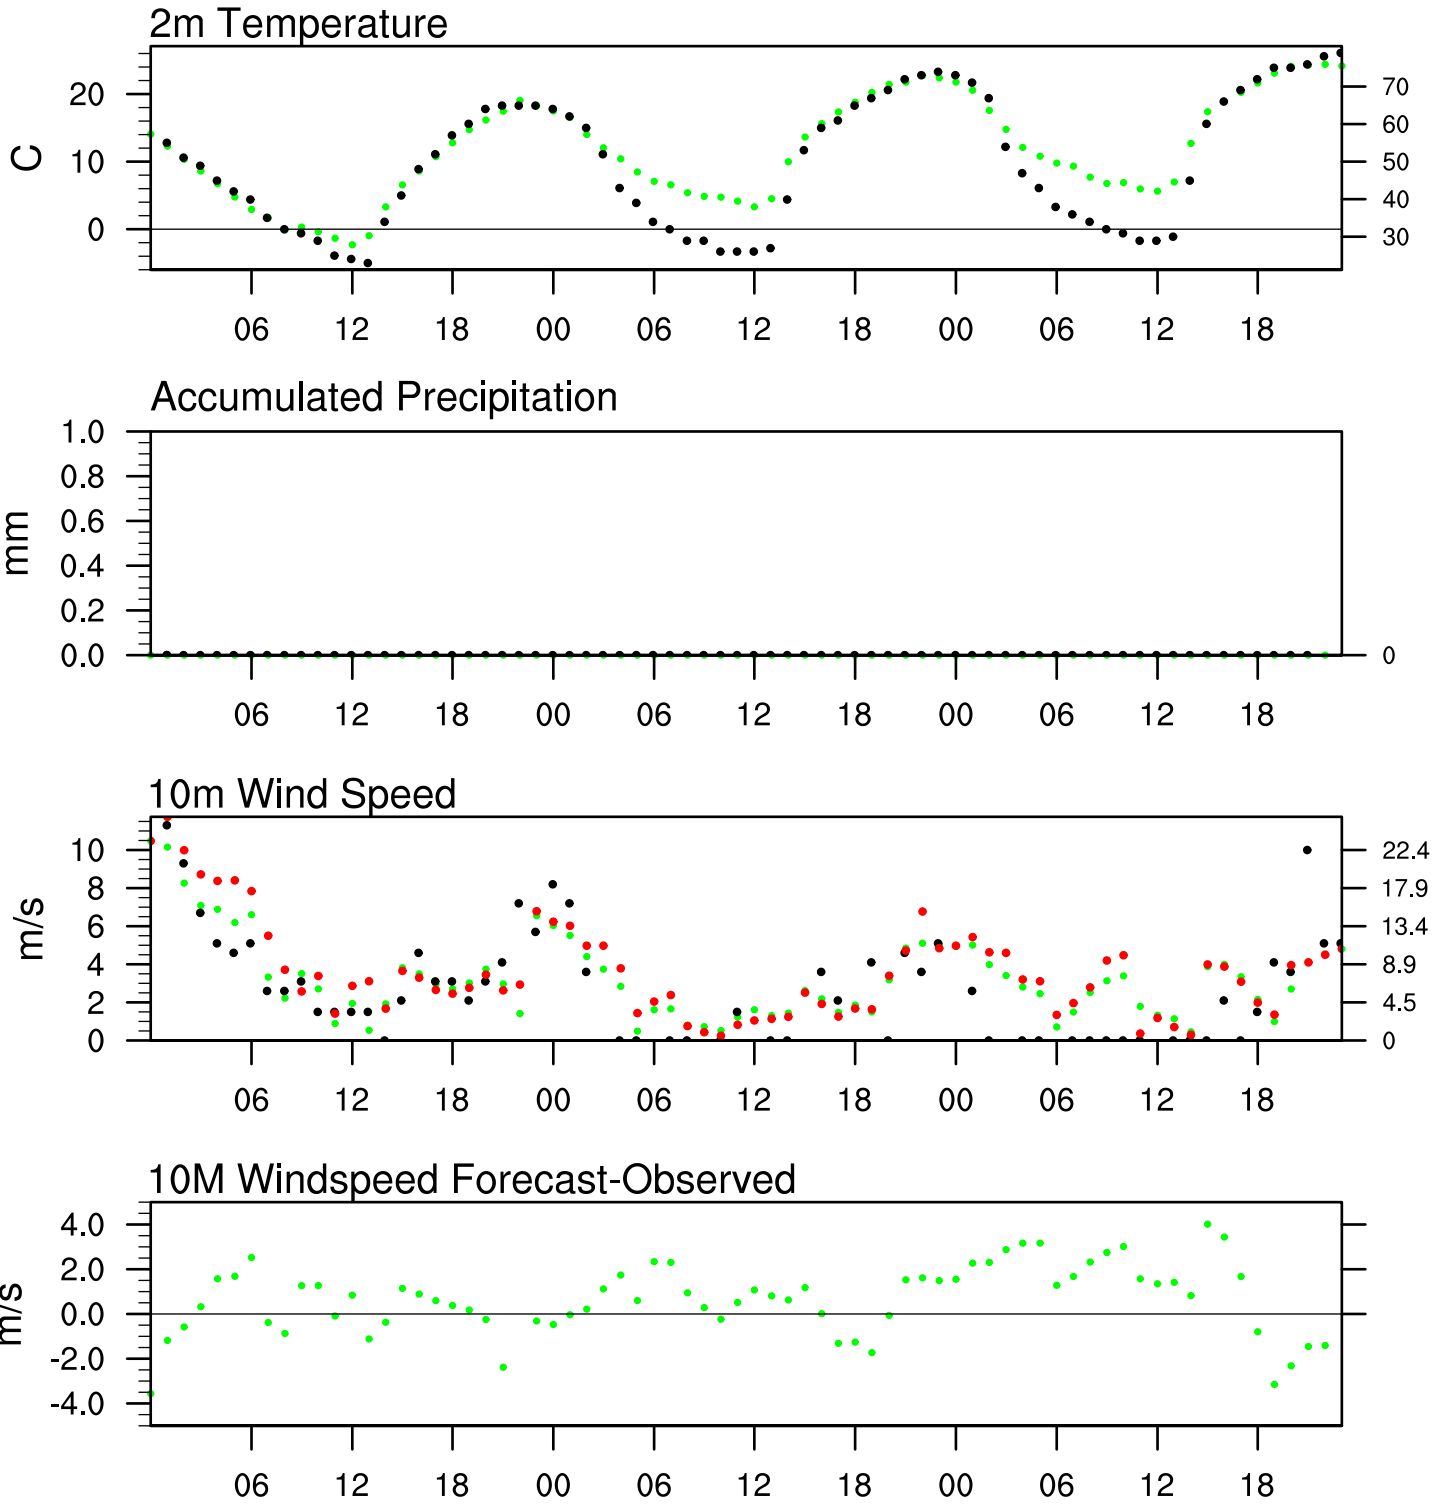 2m Temperature
C
20
10
0
70
60
50
40
30
06 12 18 00 06 12 18 00 06 12 18
Accumulated Precipitation
mm
1.0
0.8
0.6
0.4
0.2
0.0
0
06 12 18 00 06 12 18 00 06 12 18
10m Wind Speed
m/s
10
8
6
4
2
0
22.4
17.9
13.4
8.9
4.5
0
06 12 18 00 06 12 18 00 06 12 18
10M Windspeed Forecast-Observed
m/s
4.0
2.0
0.0
-2.0
-4.0
06 12 18 00 06 12 18 00 06 12 18